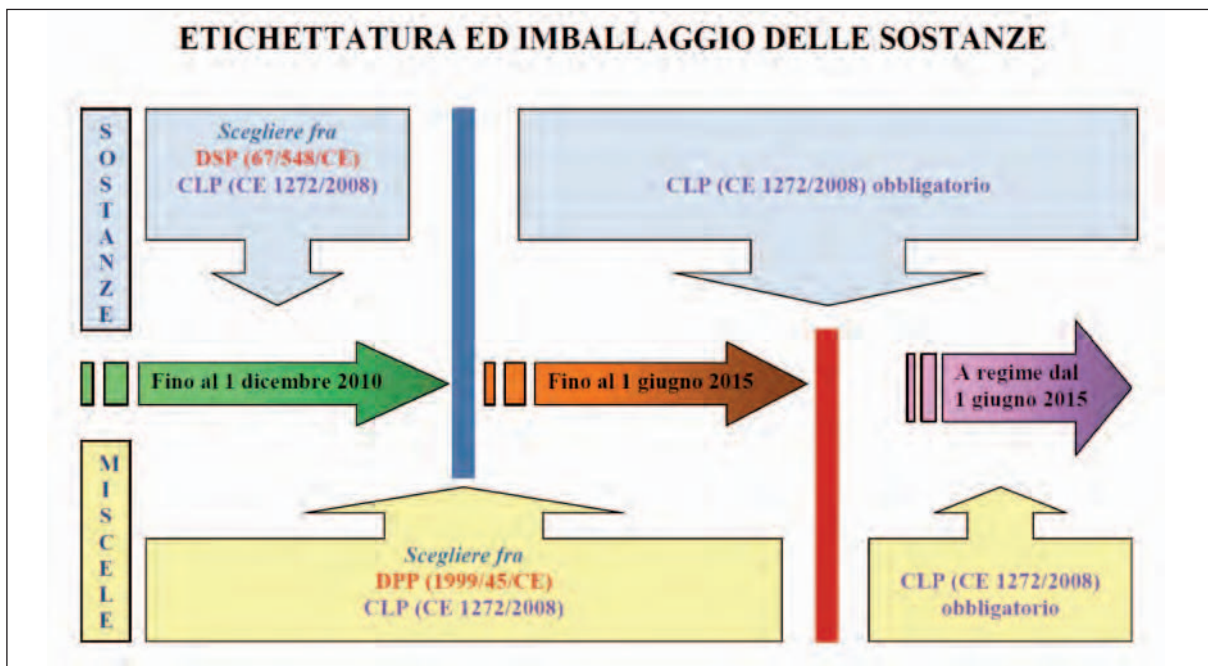 ETICHETTATURA ED IMBALLAGGIO DELLE SOSTANZE
SOSTANZE
Scegliere fra
DSP (67/548/CE)
CLP (CE 1272/2008)
CLP (CE 1272/2008) obbligatorio
Fino al 1 dicembre 2010
Fino al 1 giugno 2015
A regime dal
1 giugno 2015
MISCELE
Scegliere fra
DPP (1999/45/CE)
CLP (CE 1272/2008)
CLP (CE 1272/2008)
obbligatorio